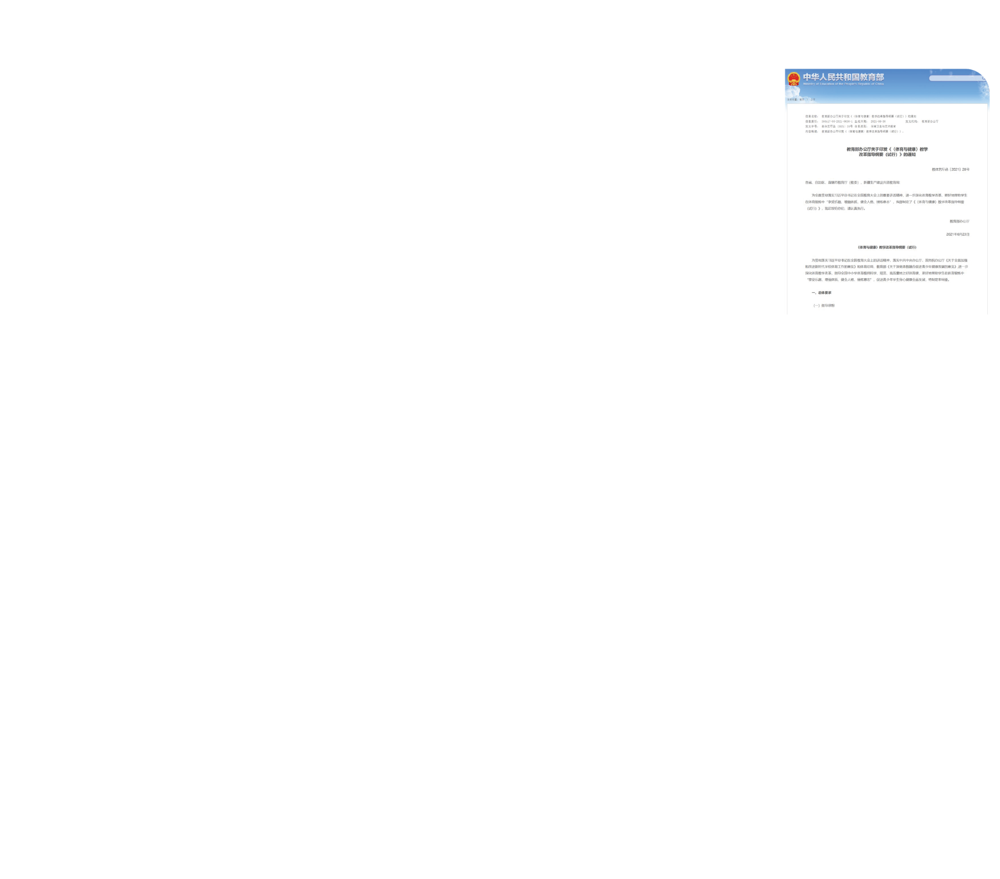 中华人民共和国教育部
Ministry of Education of the People's Republic of China
当前位置：首页 > 公开
信息名称： 教育部办公厅关于印发《〈体育与健康〉教学改革指导纲要（试行）》的通知
信息索引： 360A17-09-2021-0030-1 生成日期： 2021-06-30 发文机构： 教育部办公厅
发文字号： 教体艺厅函〔2021〕28号 信息类别： 体育卫生与艺术教育
内容概述： 教育部办公厅印发《〈体育与健康〉教学改革指导纲要（试行）》。
教育部办公厅关于印发《〈体育与健康〉教学
改革指导纲要（试行）》的通知
教体艺厅函〔2021〕28号
各省、自治区、直辖市教育厅（教委），新疆生产建设兵团教育局：
为全面贯彻落实习近平总书记在全国教育大会上的重要讲话精神，进一步深化体育教学改革，更好地帮助学生
在体育锻炼中“享受乐趣、增强体质、健全人格、锤炼意志”，我部制定了《〈体育与健康〉教学改革指导纲要
（试行）》，现印发给你们，请认真执行。
教育部办公厅
2021年6月23日
《体育与健康》教学改革指导纲要（试行）
为贯彻落实习近平总书记在全国教育大会上的讲话精神，落实中共中央办公厅、国务院办公厅《关于全面加强
和改进新时代学校体育工作的意见》和体育总局、教育部《关于深化体教融合促进青少年健康发展的意见》,进一步
深化体育教学改革，指导全国中小学体育教师科学、规范、高质量地上好体育课，更好地帮助学生在体育锻炼中
“享受乐趣、增强体质、健全人格、锤炼意志”，促进青少年学生身心健康全面发展，特制定本纲要。
一、总体要求
（一）指导思想